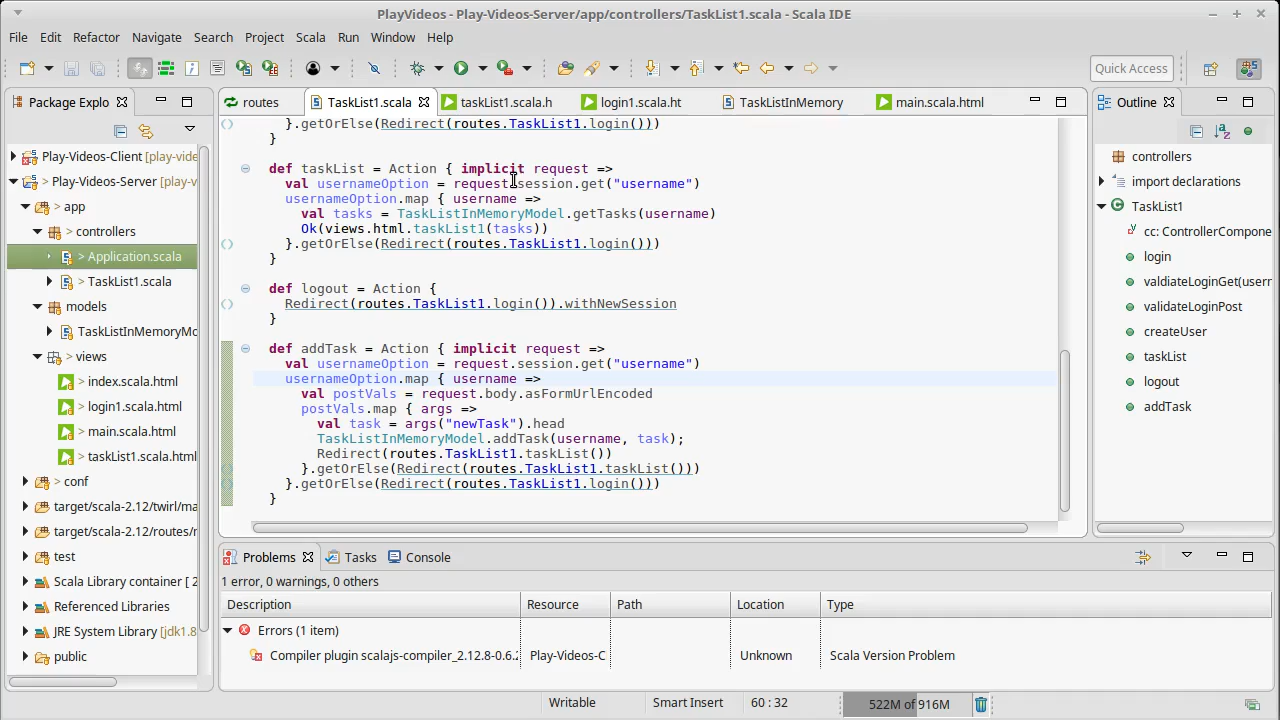 PlayVideos - Play-Videos-Server/app/controllers/TaskList1.scala - Scala IDE
File Edit Refactor Navigate Search Project Scala Run Window Help
Quick Access
Package Explo
routes
TaskList1.scala
taskList1.scala.h
login1.scala.ht
TaskListInMemory
main.scala.html
Outline
Play-Videos-Client [play-vide
> Play-Videos-Server [play-v
> app
> controllers
> Application.scala
> TaskList1.scala
> models
TaskListInMemoryMo
> views
> index.scala.html
> login1.scala.html
> main.scala.html
> taskList1.scala.html
> conf
target/scala-2.12/twirl/ma
target/scala-2.12/routes/r
test
Scala Library container [ 2
Referenced Libraries
JRE System Library [jdk1.8
public
}.getOrElse(Redirect(routes.TaskList1.login()))
}
def taskList = Action { implicit request =>
val usernameOption = request.session.get("username")
usernameOption.map { username =>
val tasks = TaskListInMemoryModel.getTasks(username)
Ok(views.html.taskList1(tasks))
}.getOrElse(Redirect(routes.TaskList1.login()))
}
def logout = Action {
Redirect(routes.TaskList1.login()).withNewSession
}
def addTask = Action { implicit request =>
val usernameOption = request.session.get("username")
usernameOption.map { username =>
val postVals = request.body.asFormUrlEncoded
postVals.map { args =>
val task = args("newTask").head
TaskListInMemoryModel.addTask(username, task);
Redirect(routes.TaskList1.taskList())
}.getOrElse(Redirect(routes.TaskList1.taskList()))
}.getOrElse(Redirect(routes.TaskList1.login()))
}
controllers
import declarations
TaskList1
cc: ControllerCompone
login
valdiateLoginGet(userr
validateLoginPost
createUser
taskList
logout
addTask
Problems
Tasks
Console
1 error, 0 warnings, 0 others
Description Resource Path Location Type
Errors (1 item)
Compiler plugin scalajs-compiler_2.12.8-0.6.2 Play-Videos-C Unknown Scala Version Problem
Writable
Smart Insert
60 : 32
522M of 916M